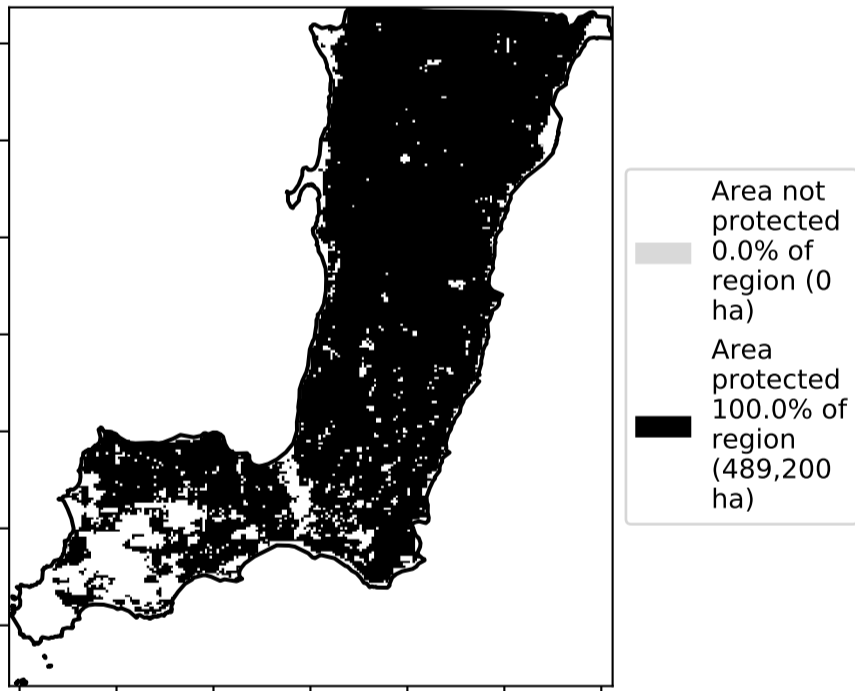 Area not
protected
0.0% of
region (0
ha)
Area
protected
100.0% of
region
(489,200
ha)